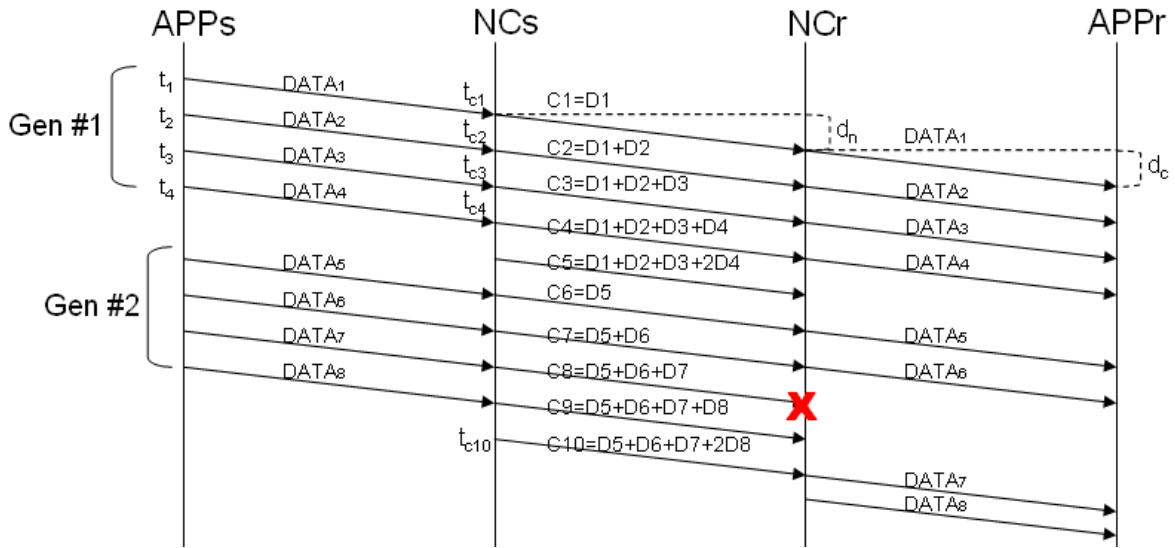 APPs NCs NCr APPr
t1 DATA1 tc1 C1=D1
Gen #1 t2 DATA2 tc2 C2=D1+D2 dn DATA1
t3 DATA3 tc3 C3=D1+D2+D3 DATA2 dc
t4 DATA4 tc4 C4=D1+D2+D3+D4 DATA3
C5=D1+D2+D3+2D4 DATA4
DATA5 C6=D5
Gen #2 DATA6 C7=D5+D6 DATA5
DATA7 C8=D5+D6+D7 DATA6
DATA8 C9=D5+D6+D7+D8
tc10 C10=D5+D6+D7+2D8
DATA7
DATA8